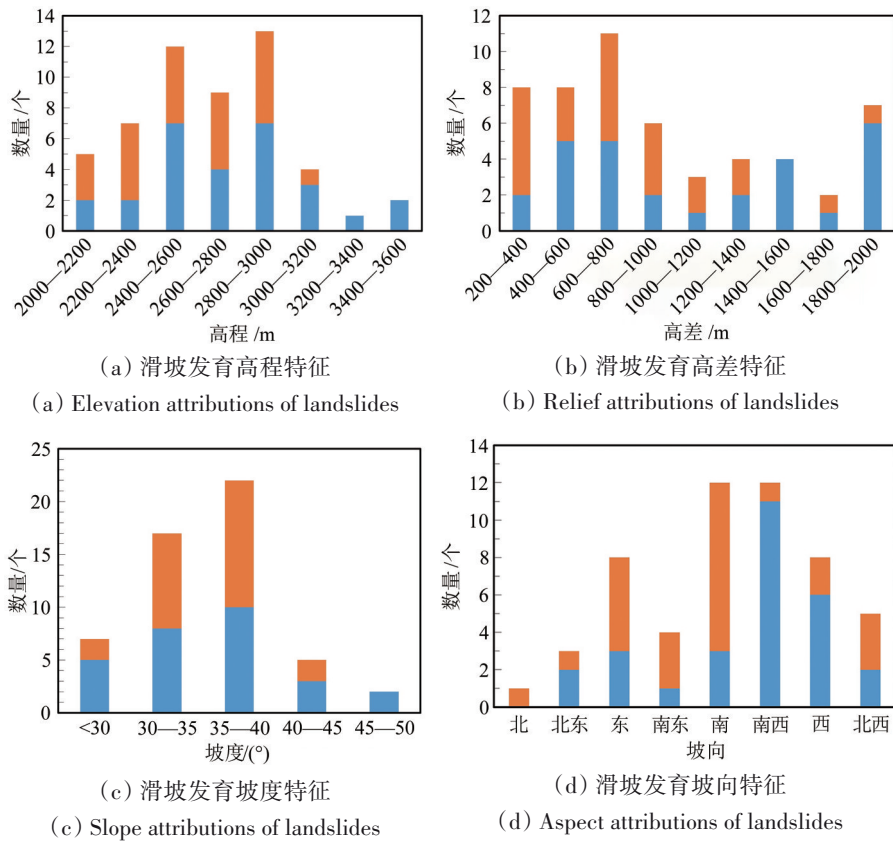 14
12
10
8
6
4
2
0
数量/个
2000—2200
2200—2400
2400—2600
2600—2800
2800—3000
3000—3200
3200—3400
3400—3600
高程/m
(a) 滑坡发育高程特征
(a) Elevation attributions of landslides
12
10
8
6
4
2
0
数量/个
200—400
400—600
600—800
800—1000
1000—1200
1200—1400
1400—1600
1600—1800
1800—2000
高差/m
(b) 滑坡发育高差特征
(b) Relief attributions of landslides
25
20
15
10
5
0
数量/个
<30 30—35 35—40 40—45 45—50
坡度/(°)
(c) 滑坡发育坡度特征
(c) Slope attributions of landslides
14
12
10
8
6
4
2
0
数量/个
北 北东 东 南东 南 南西 西 北西
坡向
(d) 滑坡发育坡向特征
(d) Aspect attributions of landslides